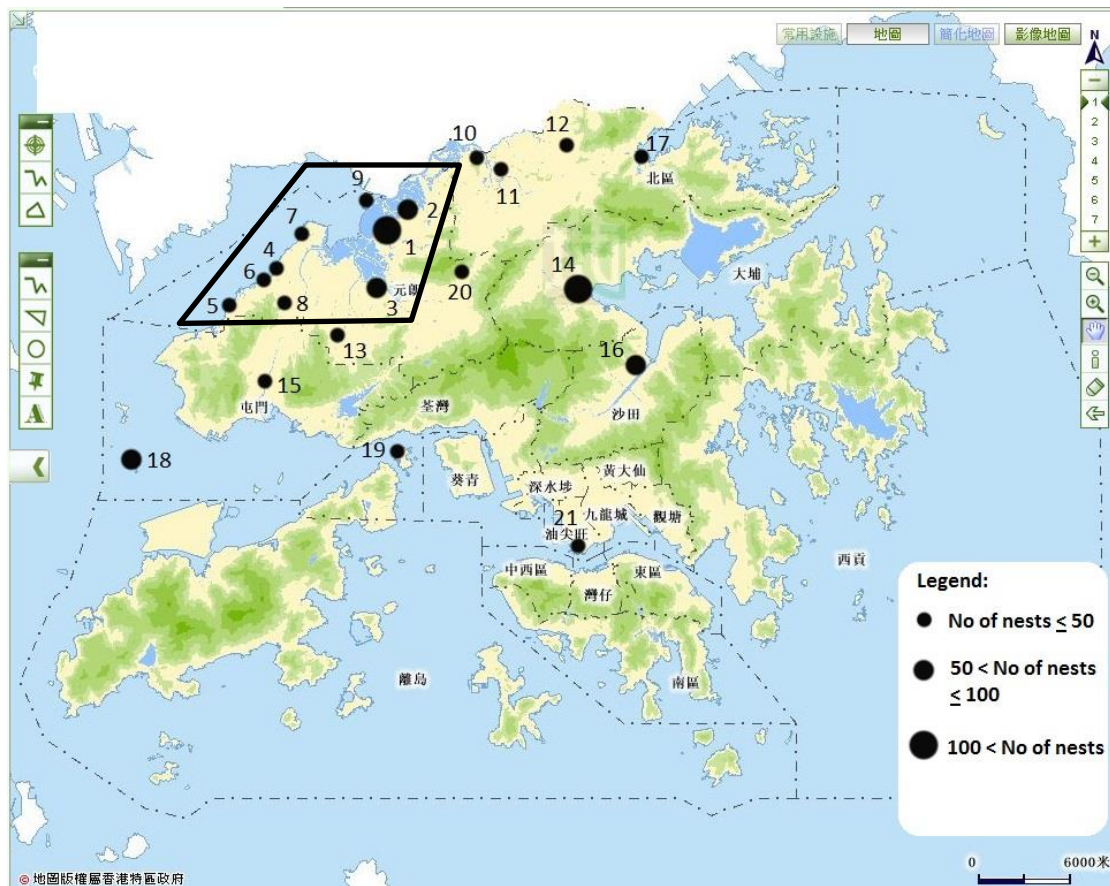 常用設施 地圖 簡化地圖 影像地圖
N
1
2
3
4
5
6
7
A
10
12
17
北區
9
11
2
7
1
4
14
大埔
6
元朗
20
5
8
3
13
16
15
荃灣
屯門
沙田
19
18
葵青
黃大仙
深水埗
九龍城
觀塘
21
油尖旺
西貢
中西區
東區
灣仔
離島
南區
Legend:
No of nests ≤ 50
50 < No of nests
≤ 100
100 < No of nests
0 6000米
© 地圖版權屬香港特區政府